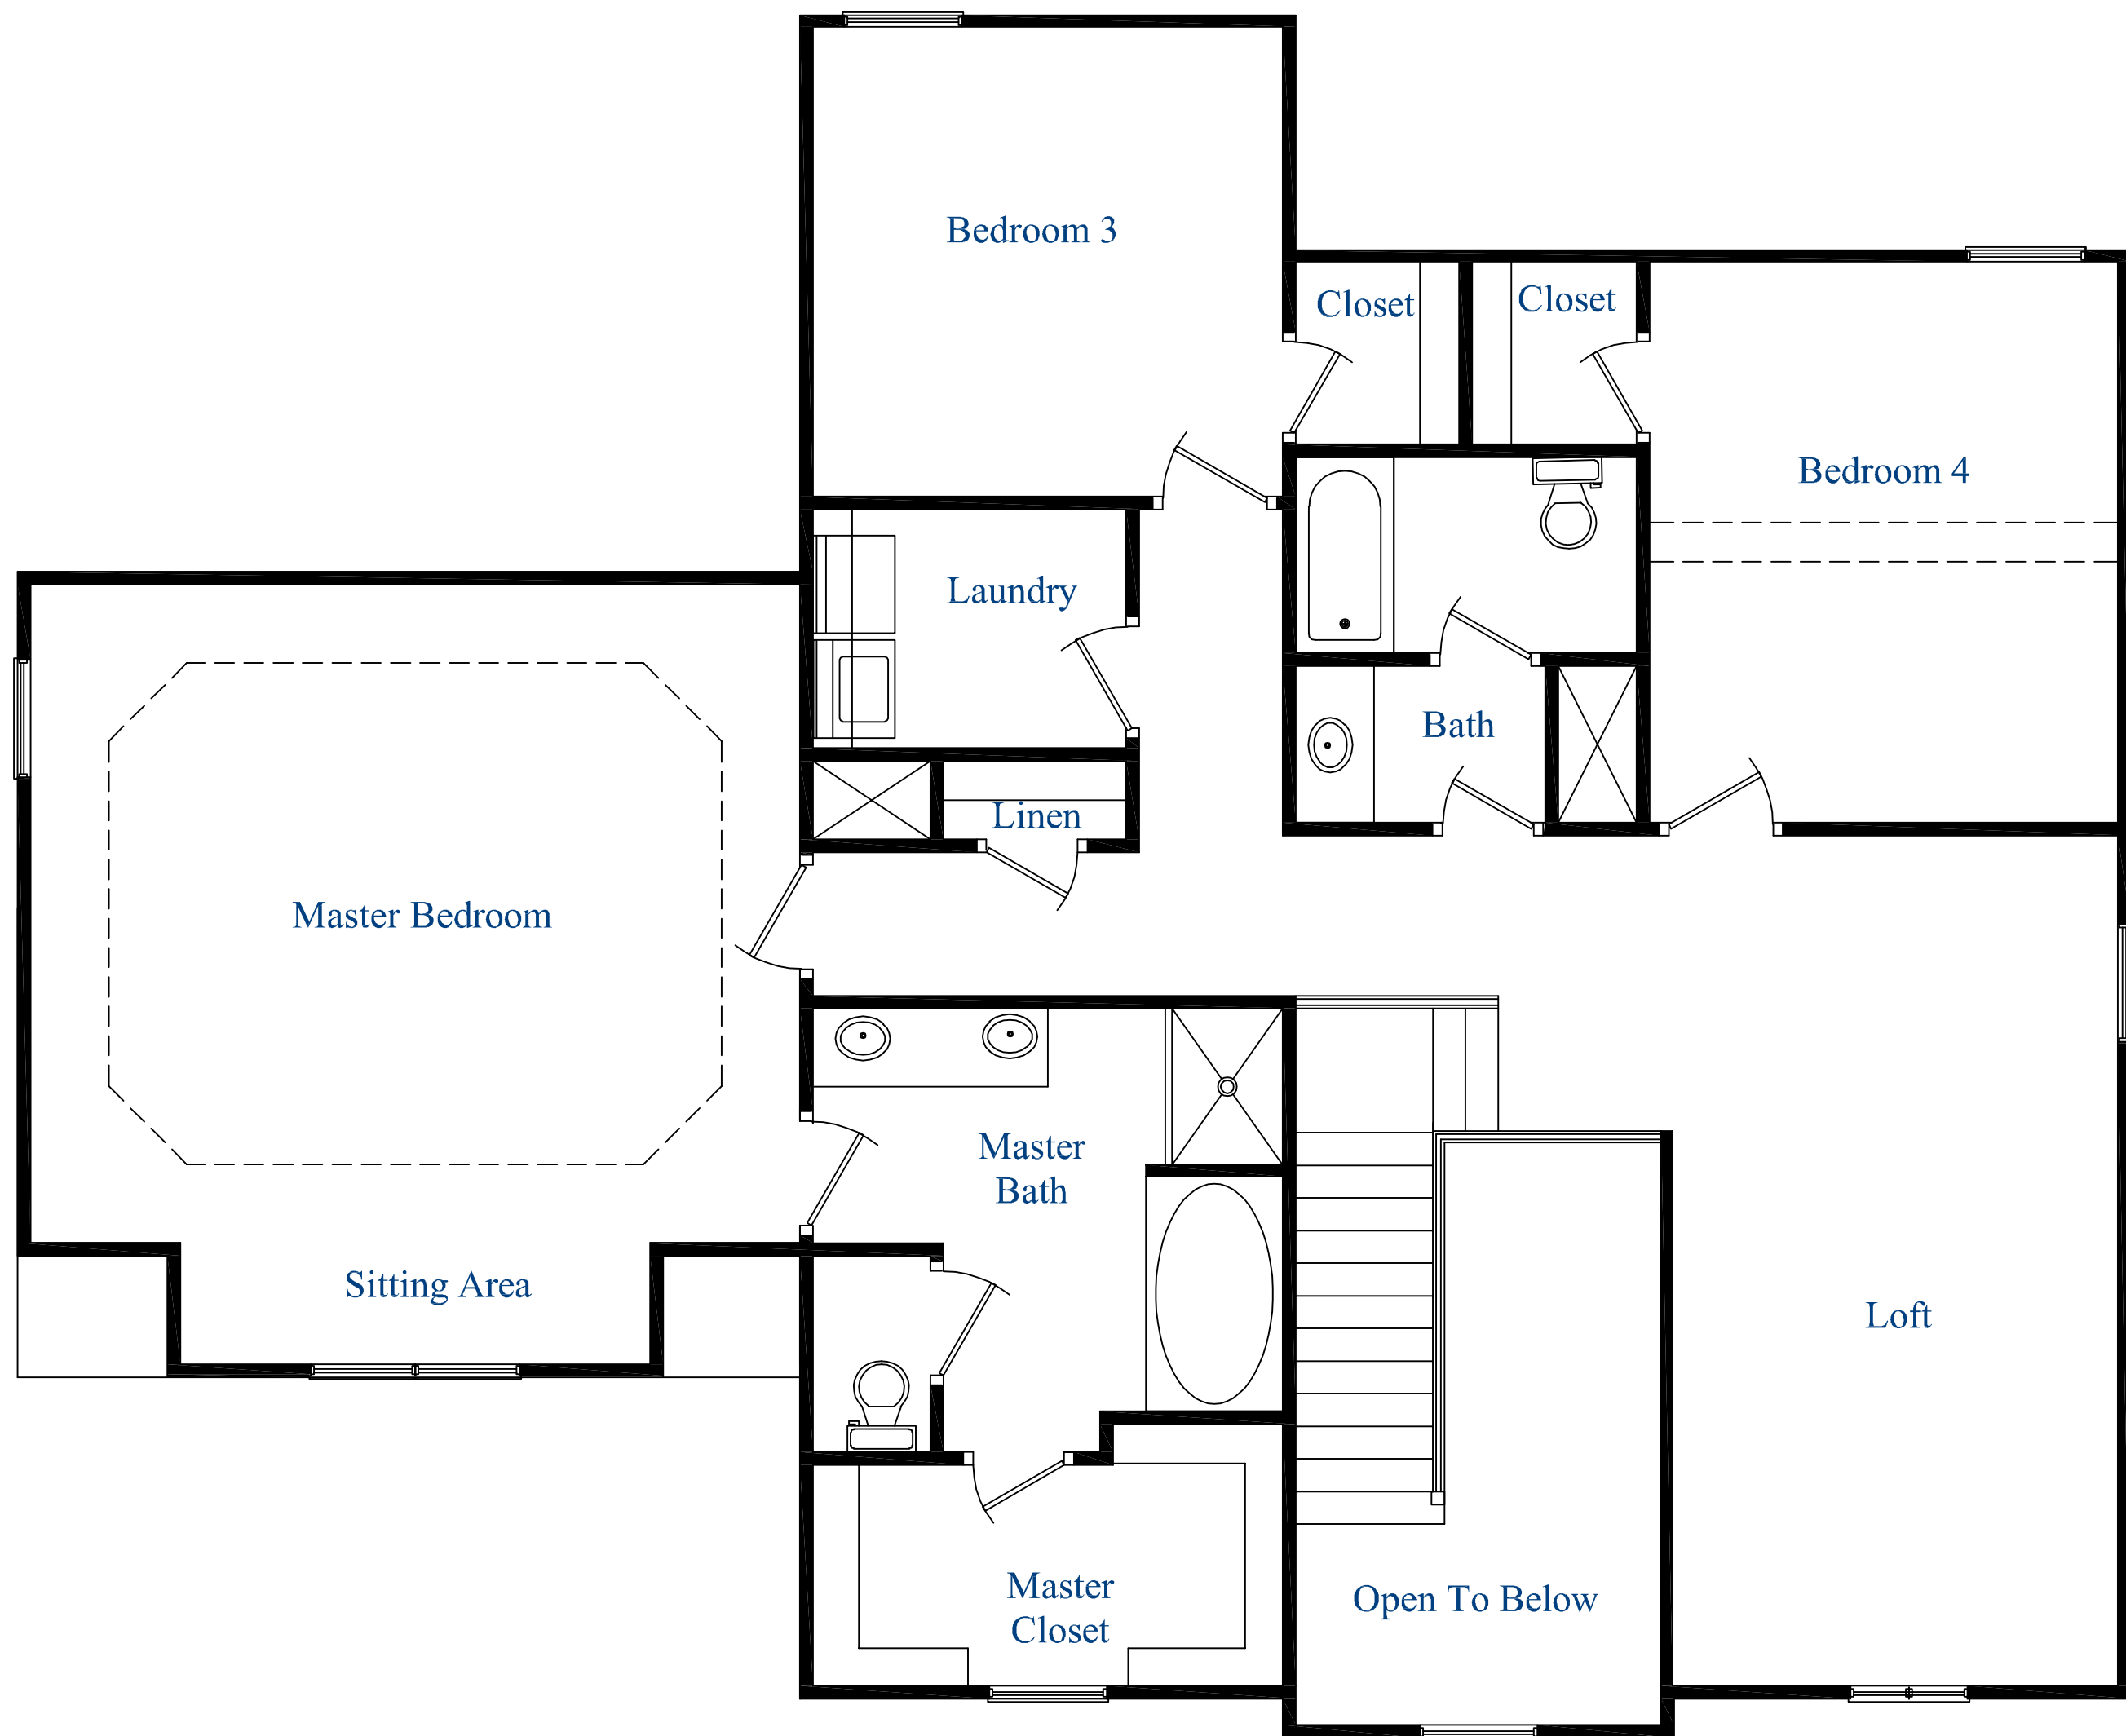 Bedroom 3
Closet
Closet
Bedroom 4
Laundry
Bath
Linen
Master Bedroom
Master
Bath
Sitting Area
Loft
Master
Closet
Open To Below